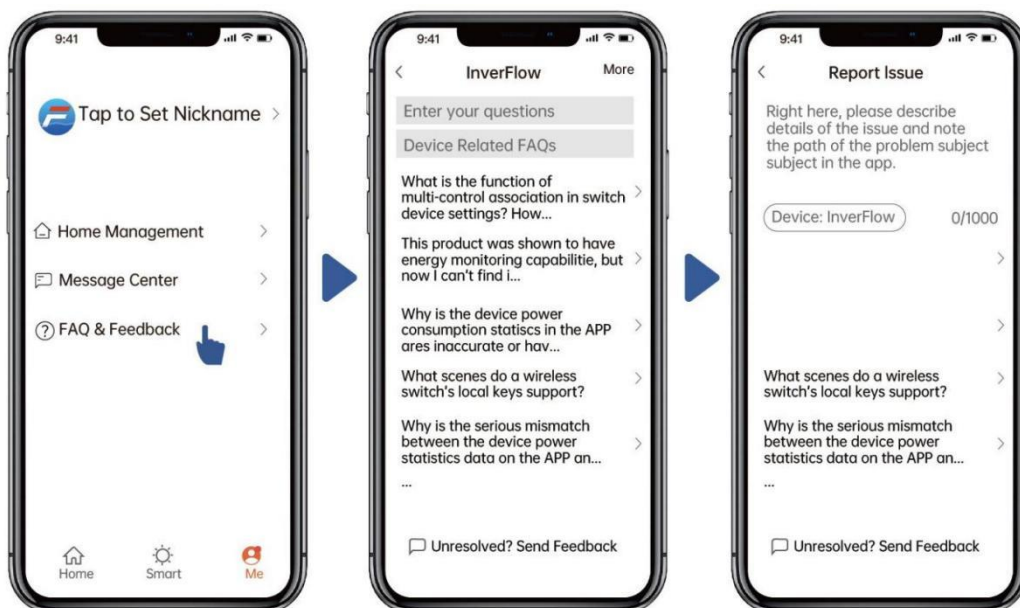 9:41
Tap to Set Nickname
Home Management
Message Center
FAQ & Feedback
Home
Smart
Me
9:41
InverFlow
More
Enter your questions
Device Related FAQs
What is the function of
multi-control association in switch
device settings? How...
This product was shown to have
energy monitoring capabilitie, but
now I can't find i...
Why is the device power
consumption statiscs in the APP
ares inaccurate or hav...
What scenes do a wireless
switch's local keys support?
Why is the serious mismatch
between the device power
statistics data on the APP an...
...
Unresolved? Send Feedback
9:41
Report Issue
Right here, please describe
details of the issue and note
the path of the problem subject
subject in the app.
Device: InverFlow
0/1000
What scenes do a wireless
switch's local keys support?
Why is the serious mismatch
between the device power
statistics data on the APP an...
...
Unresolved? Send Feedback